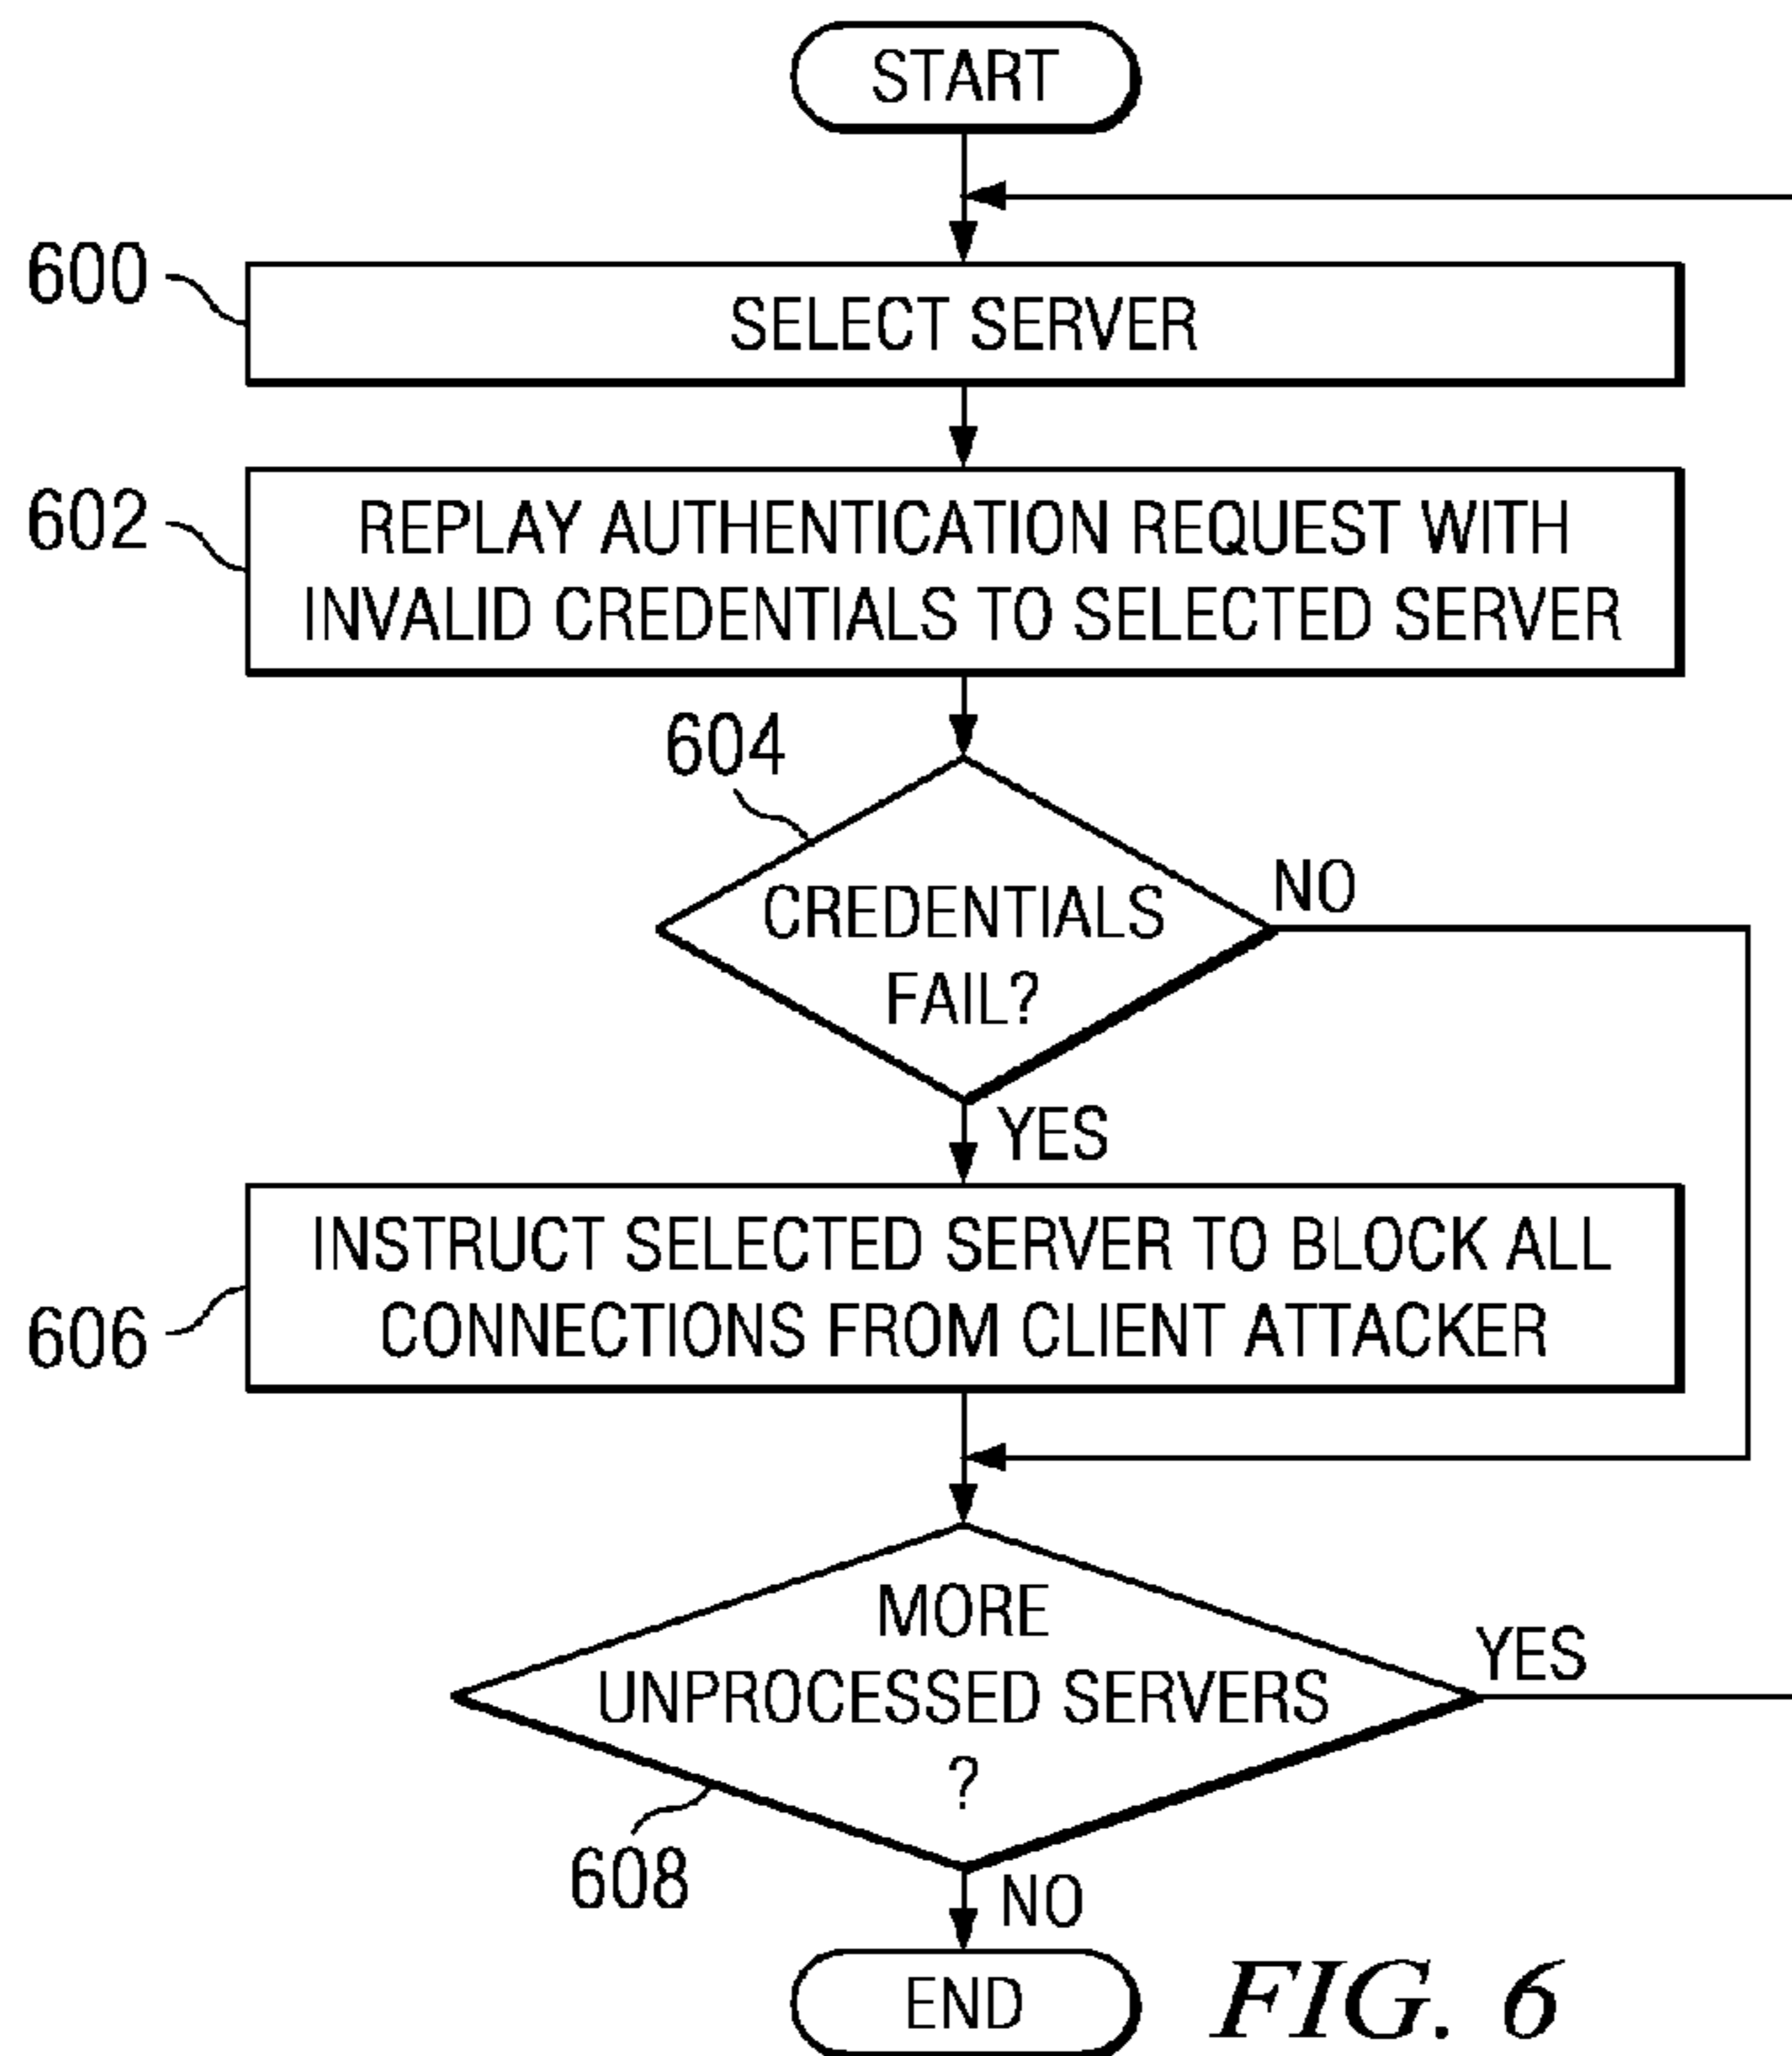 START
600
SELECT SERVER
602
REPLAY AUTHENTICATION REQUEST WITH
INVALID CREDENTIALS TO SELECTED SERVER
604
CREDENTIALS
FAIL?
NO
YES
INSTRUCT SELECTED SERVER TO BLOCK ALL
CONNECTIONS FROM CLIENT ATTACKER
606
MORE
UNPROCESSED SERVERS
?
YES
608
NO
END
FIG. 6